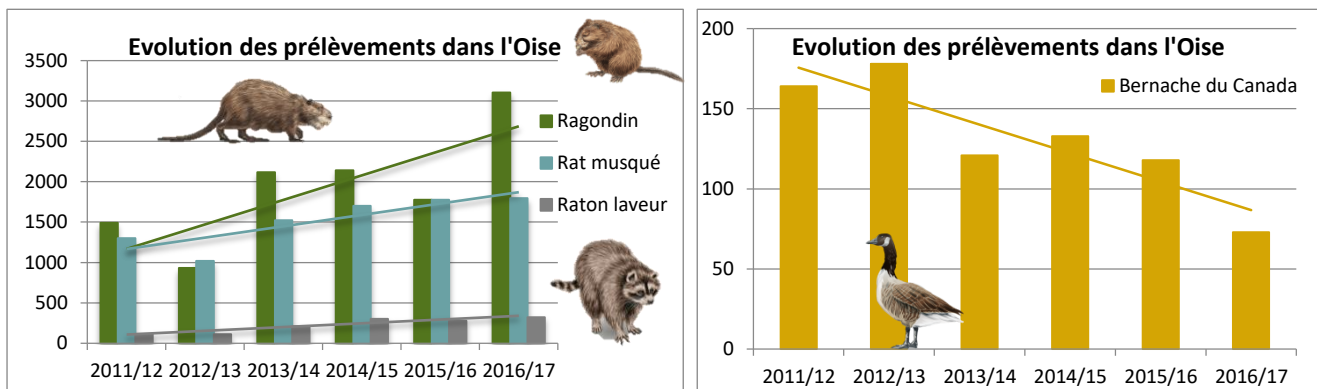 Evolution des prélèvements dans l'Oise
3500
3000
2500
2000
1500
1000
500
0
Ragondin
Rat musqué
Raton laveur
2011/12 2012/13 2013/14 2014/15 2015/16 2016/17
Evolution des prélèvements dans l'Oise
200
150
100
50
0
Bernache du Canada
2011/12 2012/13 2013/14 2014/15 2015/16 2016/17